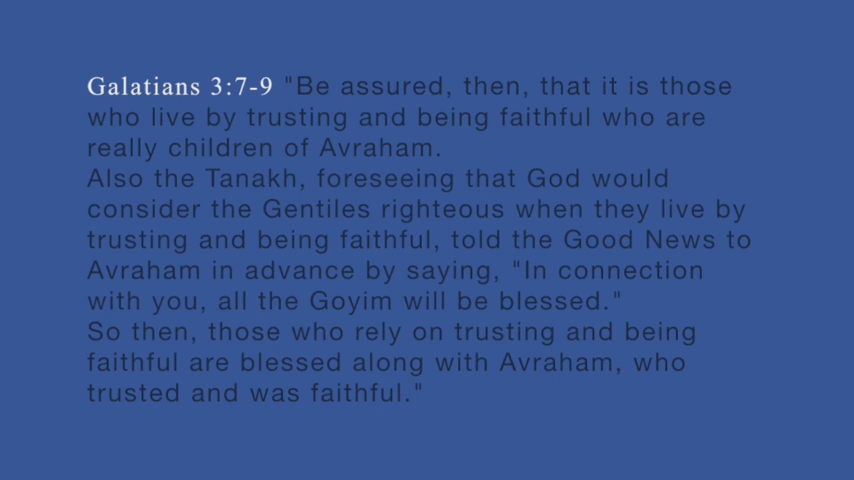 Galatians 3:7-9 "Be assured, then, that it is those
who live by trusting and being faithful who are
really children of Avraham.
Also the Tanakh, foreseeing that God would
consider the Gentiles righteous when they live by
trusting and being faithful, told the Good News to
Avraham in advance by saying, "In connection
with you, all the Goyim will be blessed."
So then, those who rely on trusting and being
faithful are blessed along with Avraham, who
trusted and was faithful."